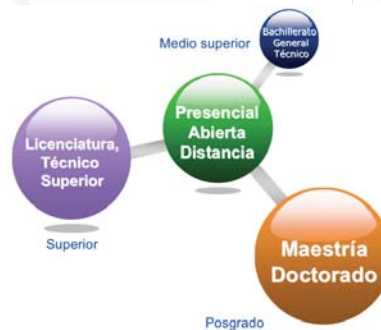 Medio superior
Bachillerato
General
Técnico
Presencial
Abierta
Distancia
Licenciatura,
Técnico
Superior
Superior
Maestría
Doctorado
Posgrado